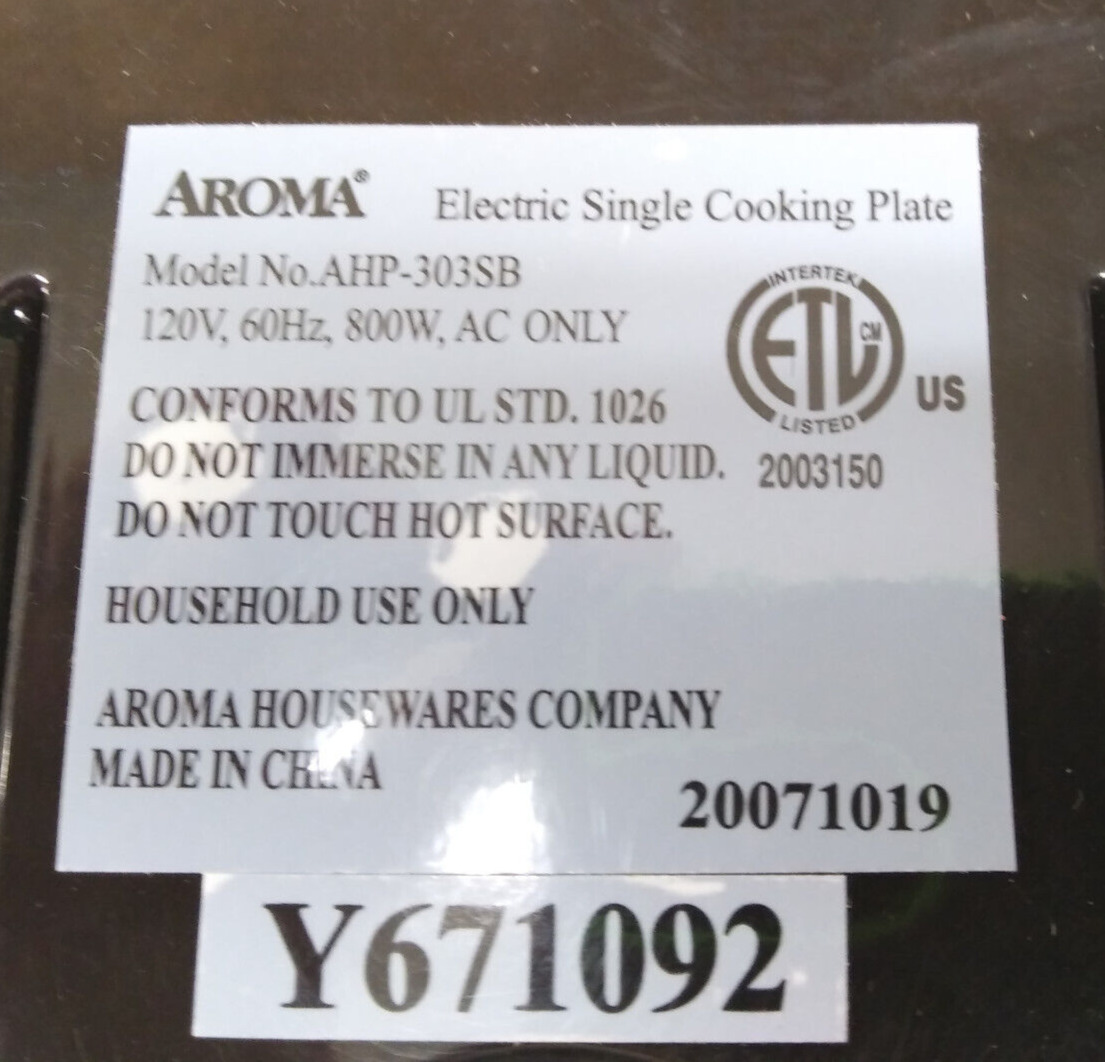 AROMA® Electric Single Cooking Plate
Model No.AHP-303SB
120V, 60Hz, 800W, AC ONLY
INTERTEK
ETL CM
LISTED
US
2003150
CONFORMS TO UL STD. 1026
DO NOT IMMERSE IN ANY LIQUID.
DO NOT TOUCH HOT SURFACE.
HOUSEHOLD USE ONLY
AROMA HOUSEWARES COMPANY
MADE IN CHINA
20071019
Y671092